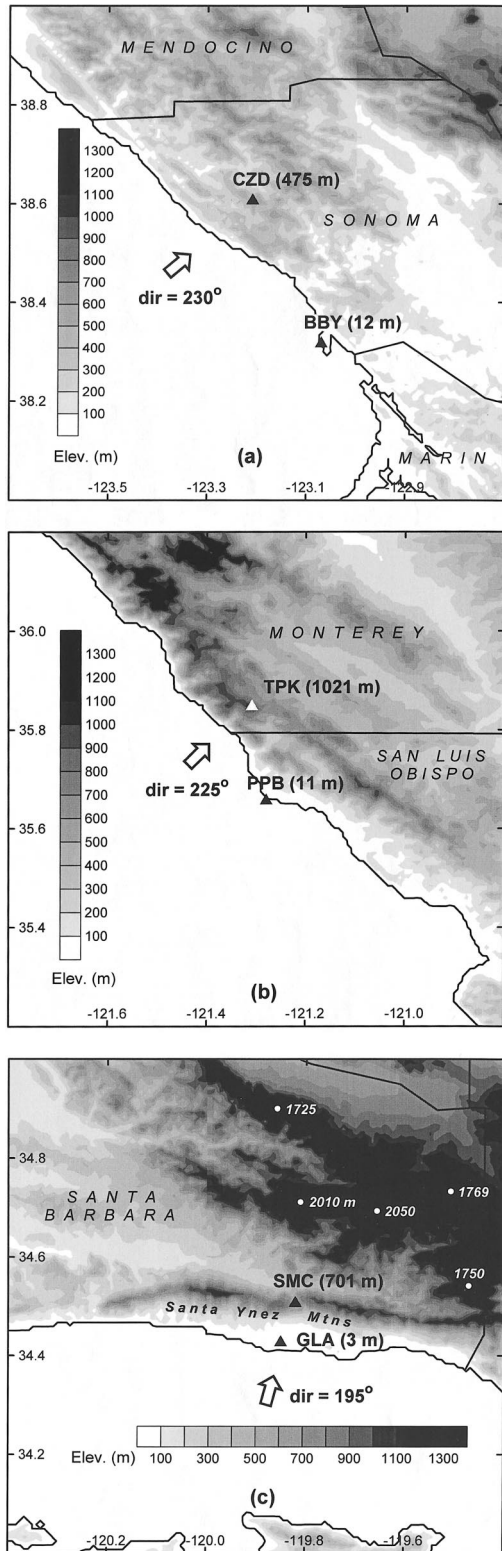 MENDOCINO
38.8
1300
1200
1100
1000
900
800
700
600
500
400
300
200
100
Elev. (m)
CZD (475 m)
38.6
SONOMA
dir = 230°
38.4
BBY (12 m)
38.2
(a)
MARIN
-123.5 -123.3 -123.1 -122.9
36.0
1300
1200
1100
1000
900
800
700
600
500
400
300
200
100
Elev. (m)
MONTEREY
TPK (1021 m)
35.8
SAN LUIS
OBISPO
dir = 225°
PPB (11 m)
35.6
35.4
(b)
-121.6 -121.4 -121.2 -121.0
1725
34.8
SANTA
BARBARA
2010 m
2050
1769
34.6
1750
SMC (701 m)
Santa Ynez Mtns
GLA (3 m)
34.4
dir = 195°
Elev. (m) 100 300 500 700 900 1100 1300
34.2
(c)
-120.2 -120.0 -119.8 -119.6